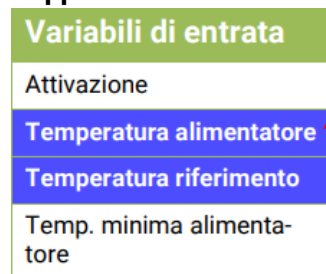 Variabili di entrata
Attivazione
Temperatura alimentatore *
Temperatura riferimento
Temp. minima alimenta-
tore